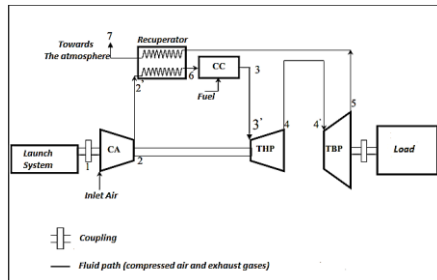 7
Towards
The atmosphere
Recuperator
6
CC
3
Fuel
2'
5
3'
4
4'
Launch
System
1
CA
2
THP
TBP
Load
Inlet Air
Coupling
Fluid path (compressed air and exhaust gases)